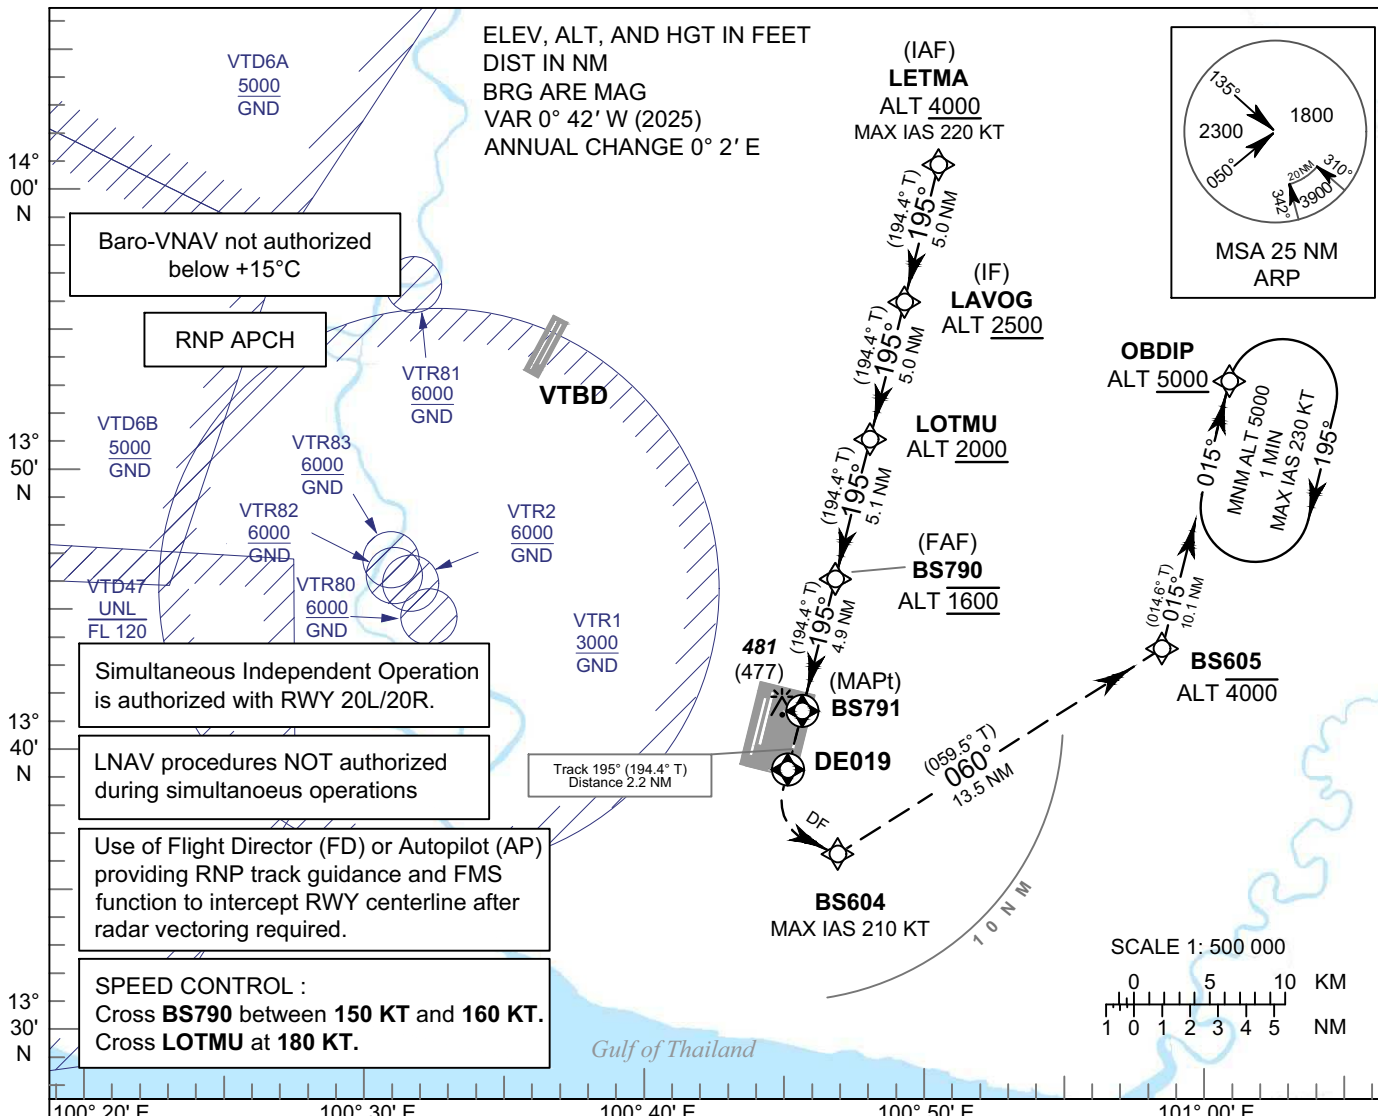 ELEV, ALT, AND HGT IN FEET
DIST IN NM
BRG ARE MAG
VAR 0° 42' W (2025)
ANNUAL CHANGE 0° 2' E
VTD6A
5000
GND
(IAF)
LETMA
ALT 4000
MAX IAS 220 KT
135°
2300
1800
050°
20 NM
310°
342°
3900
MSA 25 NM
ARP
14°
00'
N
Baro-VNAV not authorized
below +15°C
RNP APCH
(194.4° T)
195°
5.0 NM
(IF)
LAVOG
ALT 2500
VTR81
6000
GND
VTBD
(194.4° T)
195°
5.0 NM
OBDIP
ALT 5000
015°
MNM ALT 5000
1 MIN
MAX IAS 230 KT
195°
VTD6B
5000
GND
13°
50'
N
VTR83
6000
GND
LOTMU
ALT 2000
VTR82
6000
GND
VTR2
6000
GND
(194.4° T)
195°
5.1 NM
(FAF)
BS790
ALT 1600
VTD47
UNL
FL 120
VTR80
6000
GND
VTR1
3000
GND
(194.4° T)
195°
4.9 NM
(014.6° T)
015°
10.1 NM
Simultaneous Independent Operation
is authorized with RWY 20L/20R.
481
(477)
(MAPt)
BS791
BS605
ALT 4000
13°
40'
N
LNAV procedures NOT authorized
during simultanoeus operations
Track 195° (194.4° T)
Distance 2.2 NM
DE019
(059.5° T)
060°
13.5 NM
DF
Use of Flight Director (FD) or Autopilot (AP)
providing RNP track guidance and FMS
function to intercept RWY centerline after
radar vectoring required.
BS604
MAX IAS 210 KT
10 NM
SPEED CONTROL :
Cross BS790 between 150 KT and 160 KT.
Cross LOTMU at 180 KT.
13°
30'
N
SCALE 1: 500 000
0 5 10 KM
1 0 1 2 3 4 5 NM
Gulf of Thailand
100° 20' E
100° 30' E
100° 40' E
100° 50' E
101° 00' E